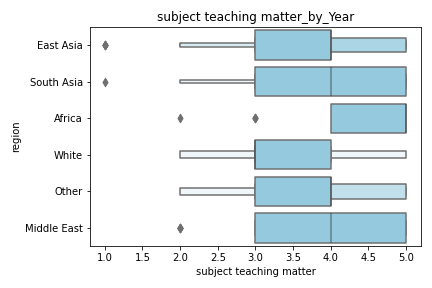 subject teaching matter_by_Year
region
East Asia
South Asia
Africa
White
Other
Middle East
1.0 1.5 2.0 2.5 3.0 3.5 4.0 4.5 5.0
subject teaching matter